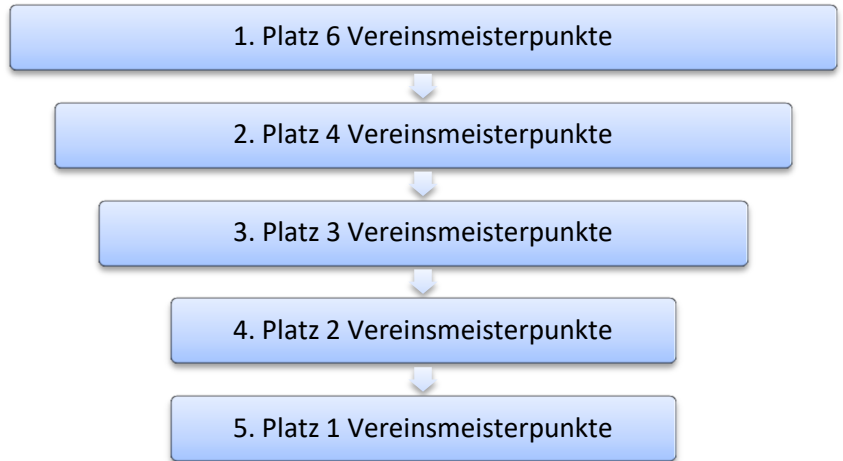 1. Platz 6 Vereinsmeisterpunkte
2. Platz 4 Vereinsmeisterpunkte
3. Platz 3 Vereinsmeisterpunkte
4. Platz 2 Vereinsmeisterpunkte
5. Platz 1 Vereinsmeisterpunkte